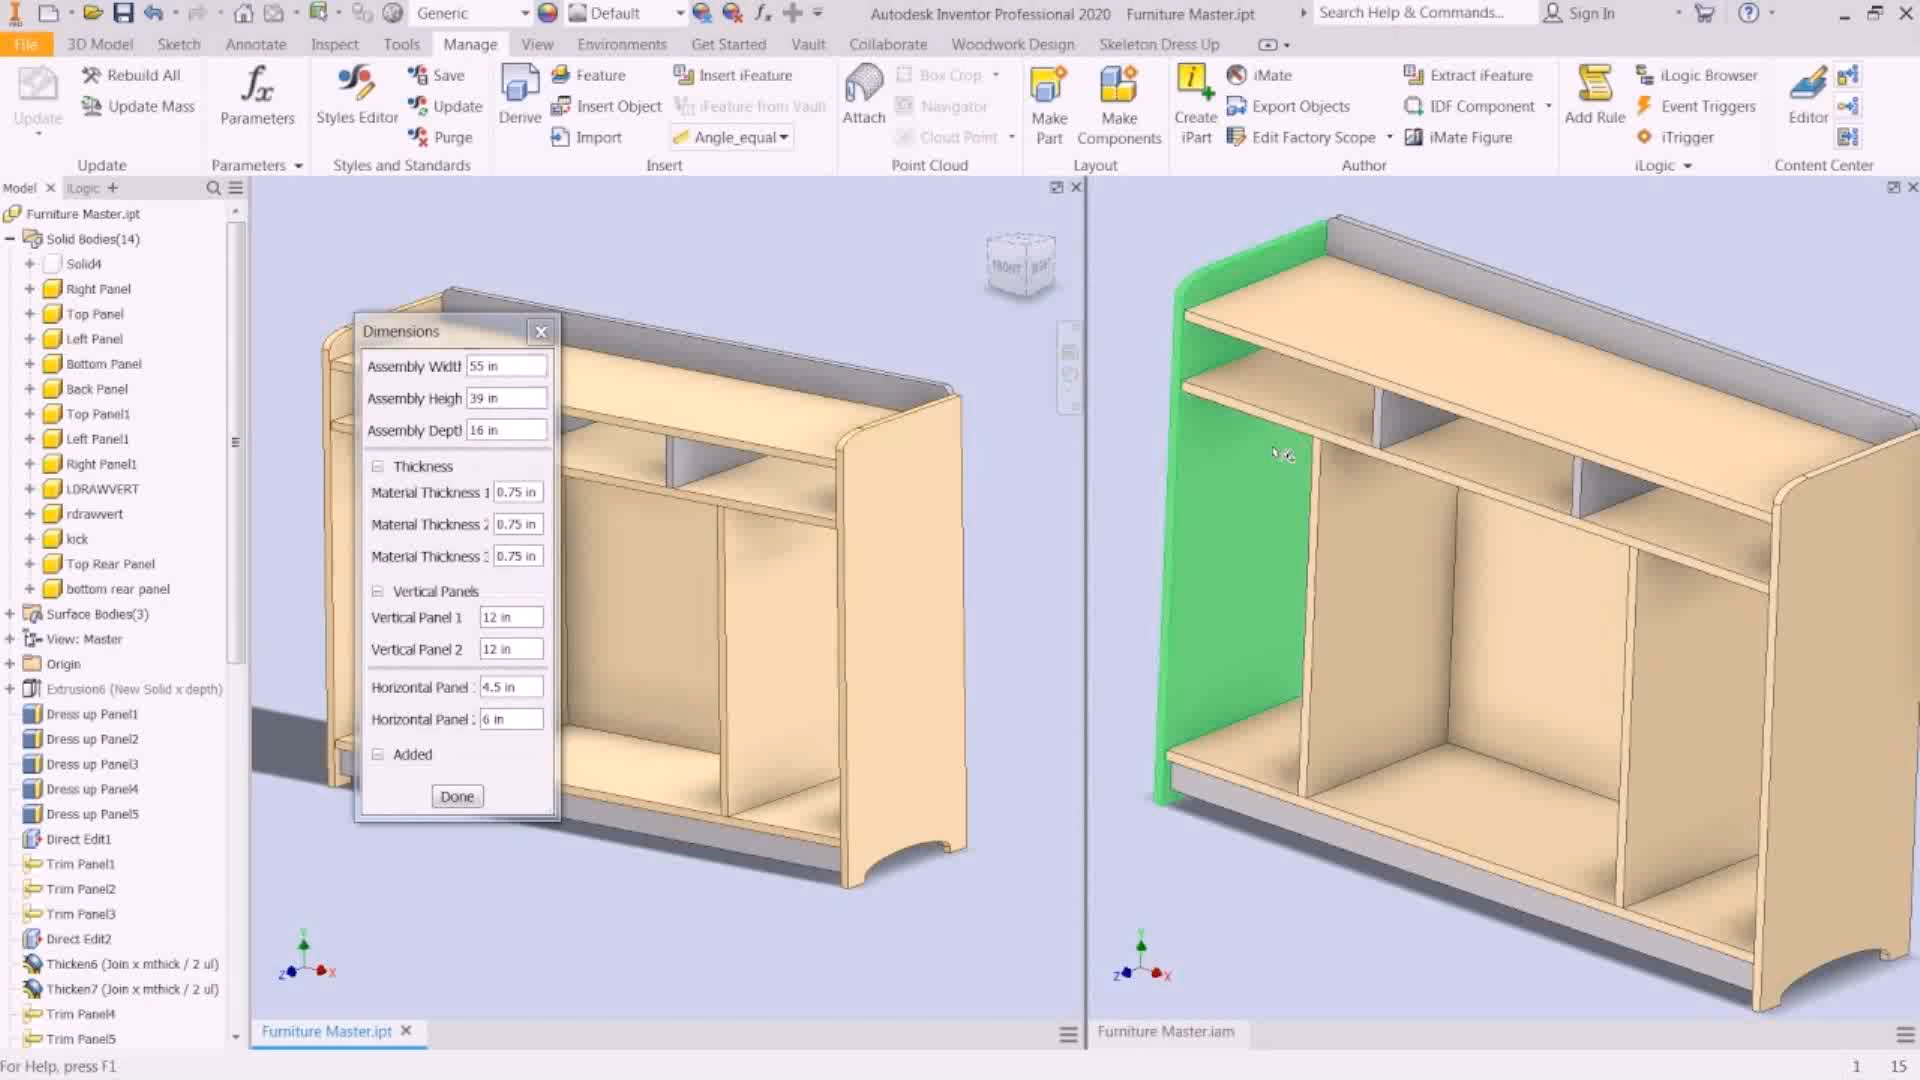 Generic
Default
Autodesk Inventor Professional 2020 Furniture Master.ipt
Search Help & Commands...
Sign In
File 3D Model Sketch Annotate Inspect Tools Manage View Environments Get Started Vault Collaborate Woodwork Design Skeleton Dress Up
Update
Rebuild All
Update Mass
Update
Parameters
Parameters
Styles Editor
Save
Update
Purge
Styles and Standards
Derive
Feature
Insert Object
Import
Insert iFeature
iFeature from Vault
Angle_equal
Insert
Attach
Box Crop
Navigator
Cloud Point
Point Cloud
Make Part
Make Components
Layout
Create iPart
iMate
Export Objects
Edit Factory Scope
Extract iFeature
IDF Component
iMate Figure
Author
Add Rule
iLogic Browser
Event Triggers
iTrigger
iLogic
Editor
Content Center
Model iLogic
Furniture Master.ipt
Solid Bodies(14)
Solid4
Right Panel
Top Panel
Left Panel
Bottom Panel
Back Panel
Top Panel1
Left Panel1
Right Panel1
LDRAWVERT
rdrawvert
kick
Top Rear Panel
bottom rear panel
Surface Bodies(3)
View: Master
Origin
Extrusion6 (New Solid x depth)
Dress up Panel1
Dress up Panel2
Dress up Panel3
Dress up Panel4
Dress up Panel5
Direct Edit1
Trim Panel1
Trim Panel2
Trim Panel3
Direct Edit2
Thicken6 (Join x mthick / 2 ul)
Thicken7 (Join x mthick / 2 ul)
Trim Panel4
Trim Panel5
Dimensions
Assembly Width 55 in
Assembly Heigh 39 in
Assembly Depth 16 in
Thickness
Material Thickness 1 0.75 in
Material Thickness 2 0.75 in
Material Thickness 3 0.75 in
Vertical Panels
Vertical Panel 1 12 in
Vertical Panel 2 12 in
Horizontal Panel 4.5 in
Horizontal Panel 6 in
Added
Done
FRONT
Y
Z X
Y
Z X
Furniture Master.ipt
Furniture Master.iam
For Help, press F1
1 15